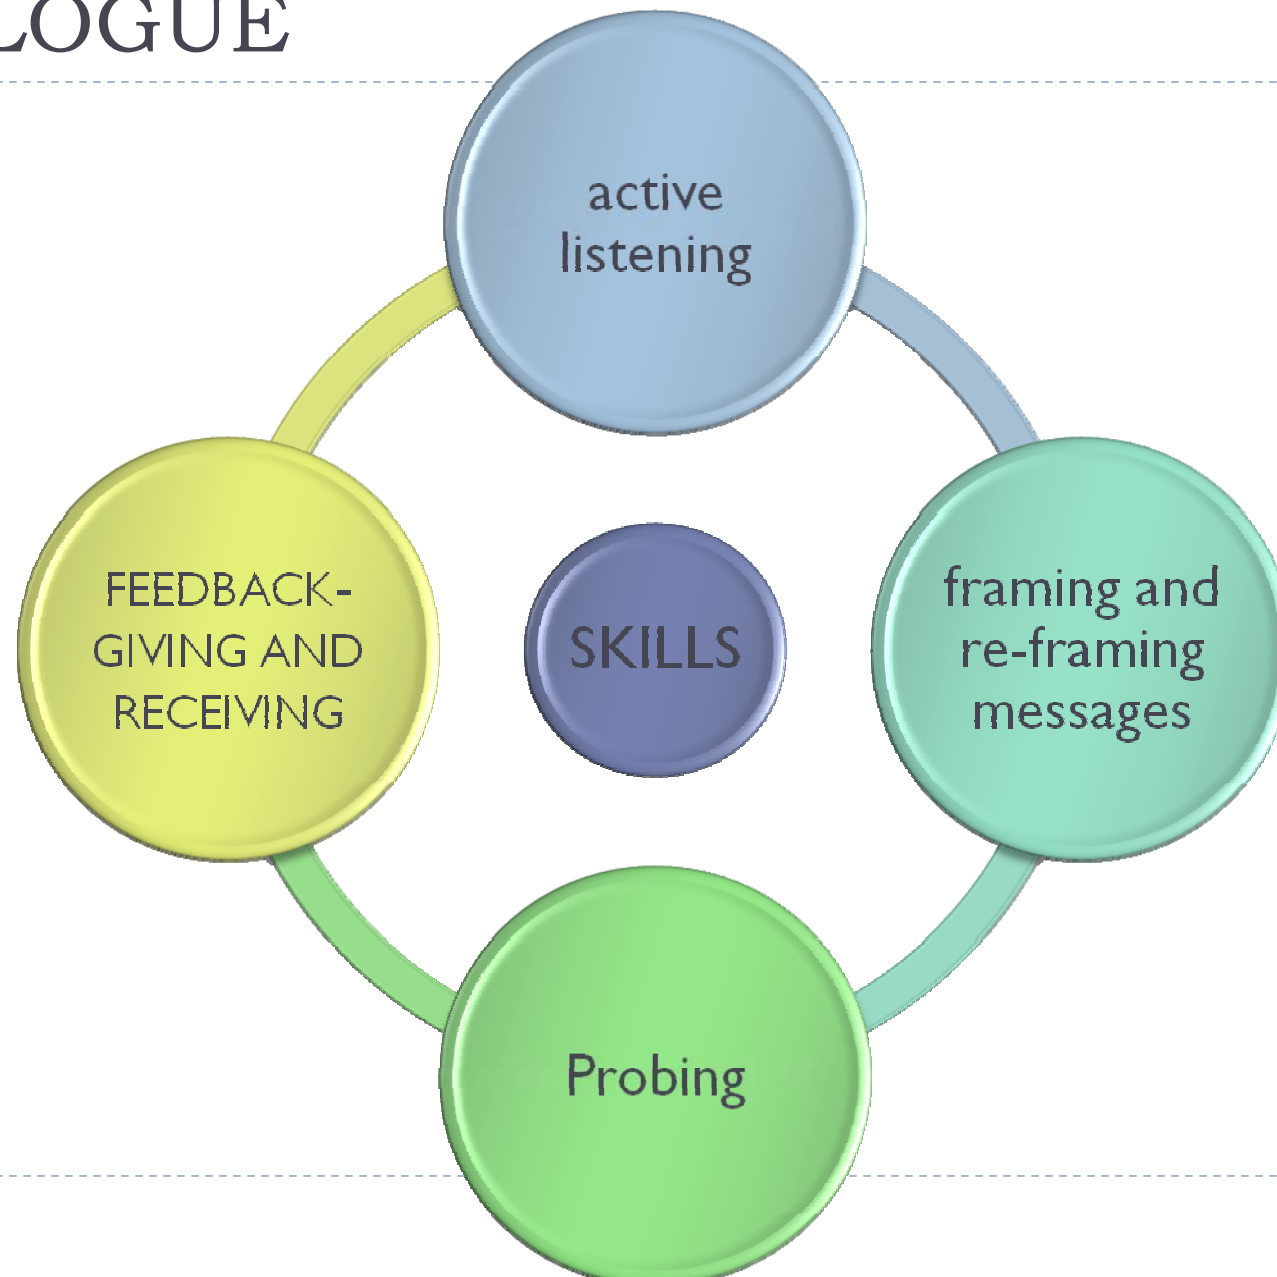 LOGUE
active
listening
FEEDBACK-
GIVING AND
RECEIVING
SKILLS
framing and
re-framing
messages
Probing